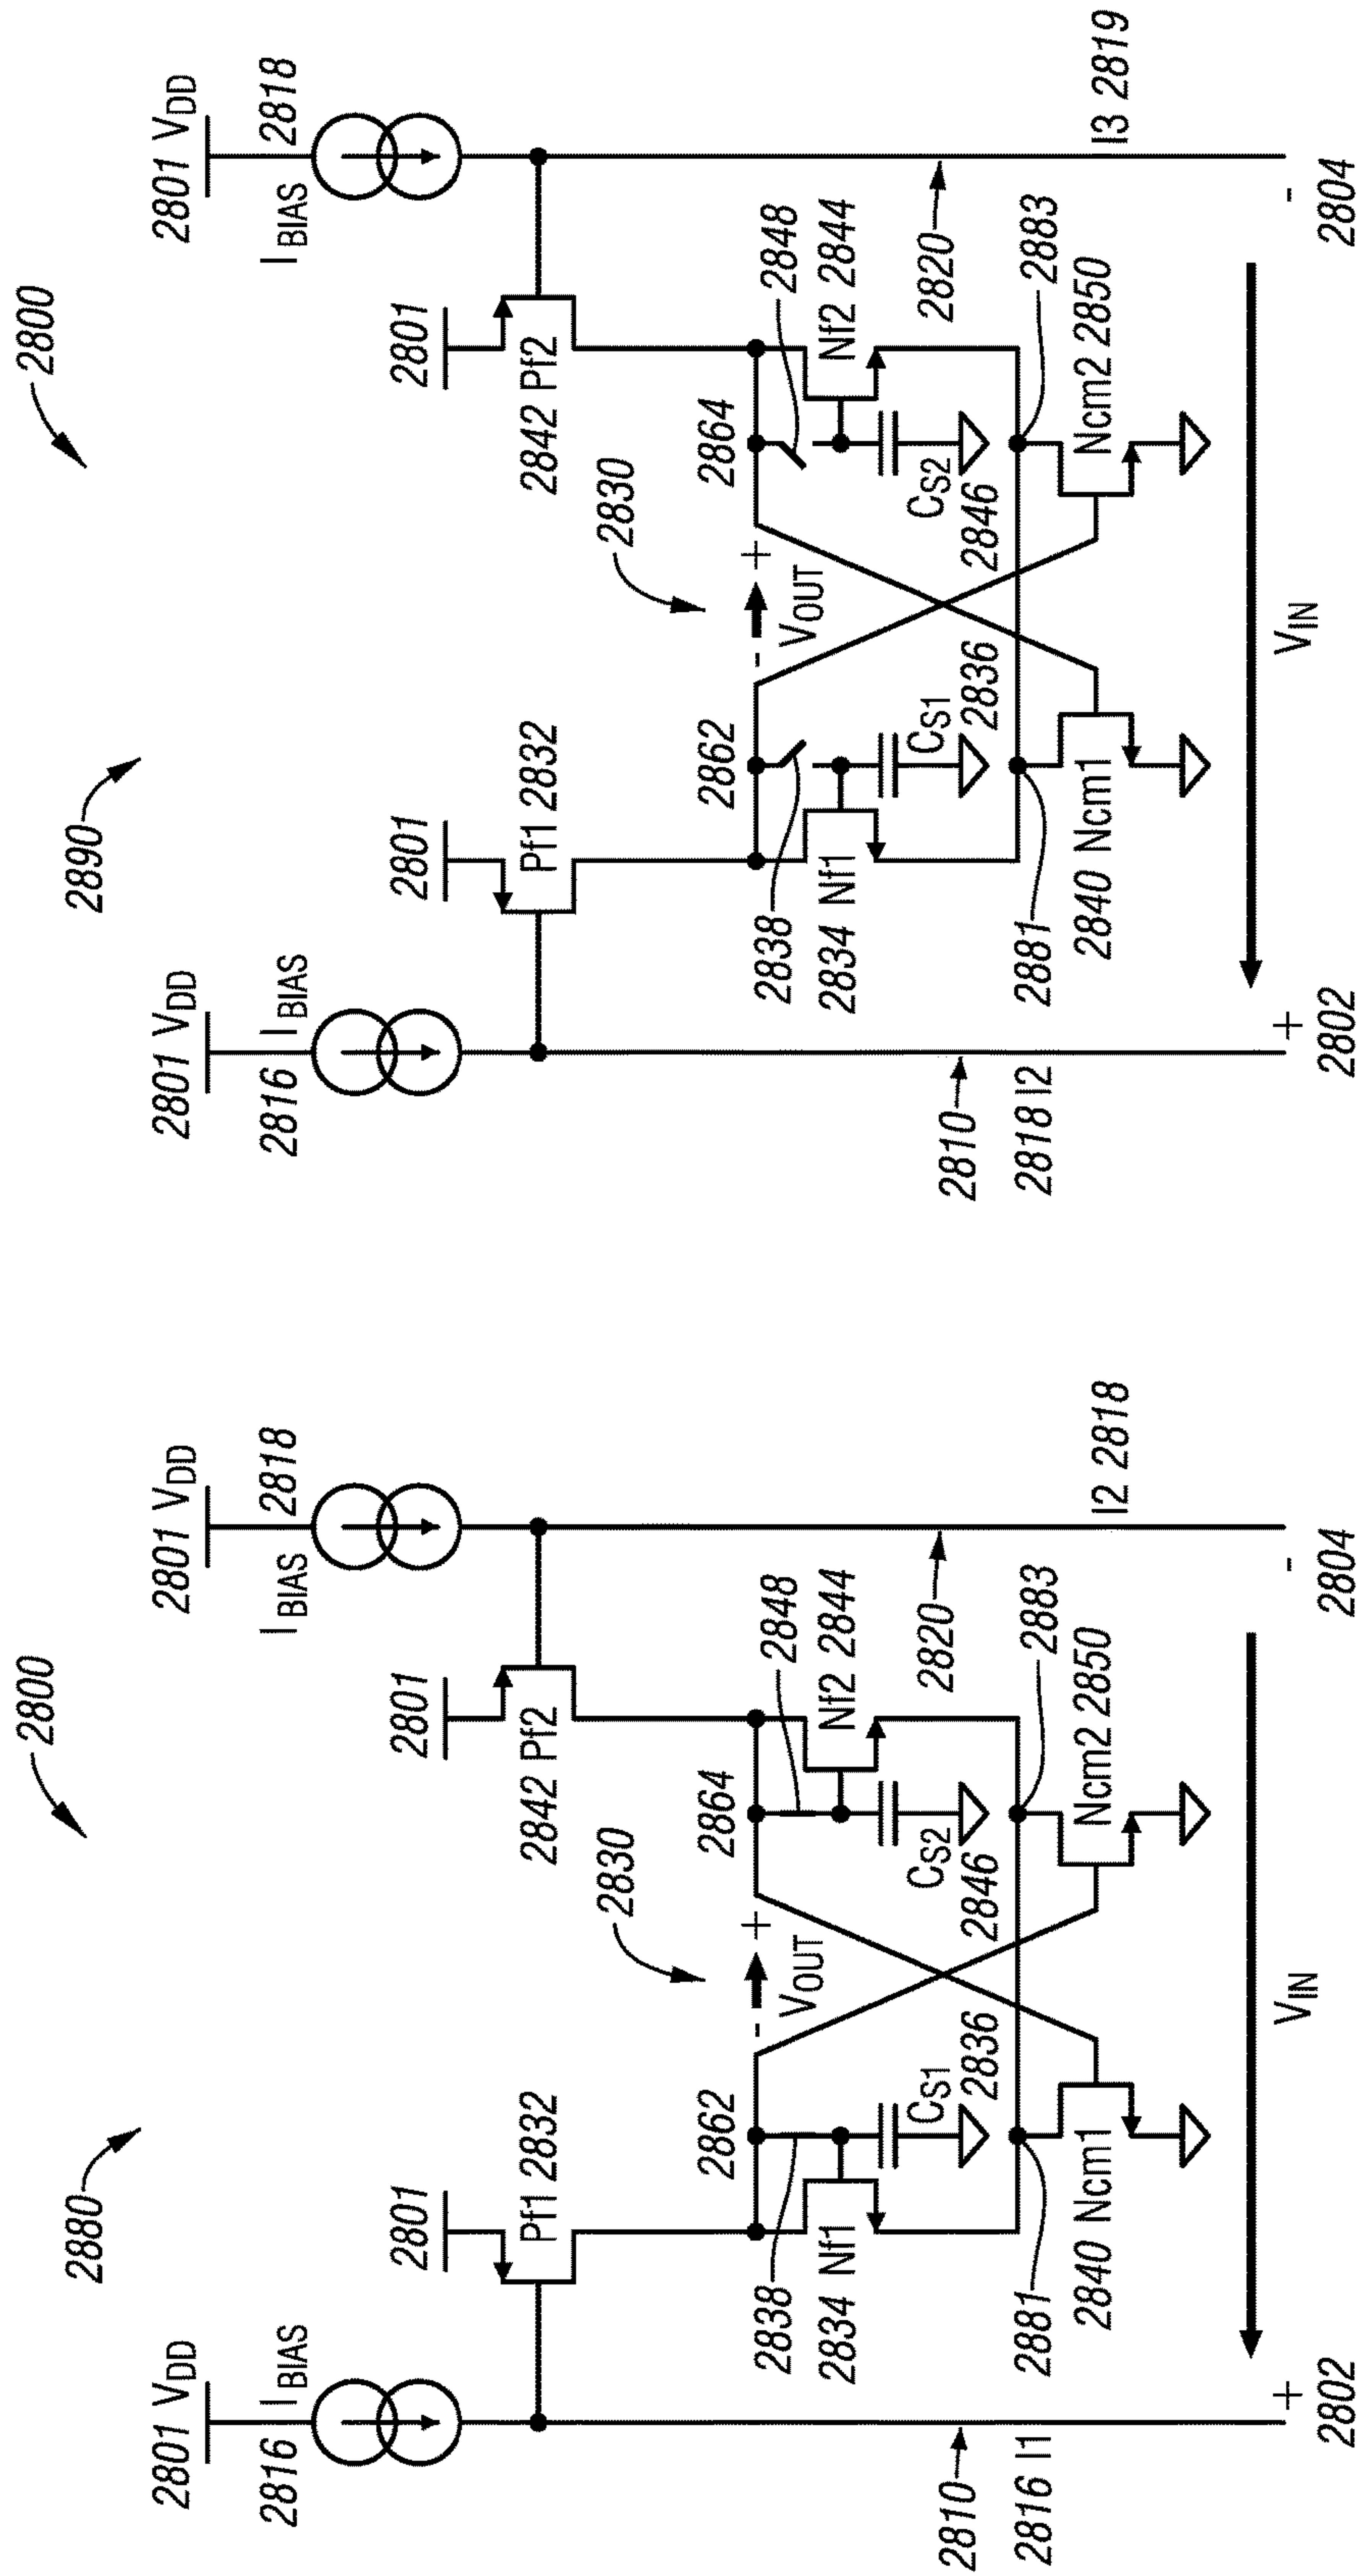 2880
2800
2801 VDD
2816 IBIAS
2801
Pf1 2832
2801
2842 Pf2
2801 VDD
IBIAS 2818
2830
2862
2864
- +
VOUT
2838
2834 Nf1
CS1
2836
CS2
2846
2848
Nf2 2844
2810
2816 I1
2820
I2 2818
2881
2840 Ncm1
2883
Ncm2 2850
+
2802
VIN
-
2804
2890
2800
2801 VDD
2816 IBIAS
2801
Pf1 2832
2801
2842 Pf2
2801 VDD
IBIAS 2818
2830
2862
2864
- +
VOUT
2838
2834 Nf1
CS1
2836
CS2
2846
2848
Nf2 2844
2810
2818 I2
2820
I3 2819
2881
2840 Ncm1
2883
Ncm2 2850
+
2802
VIN
-
2804